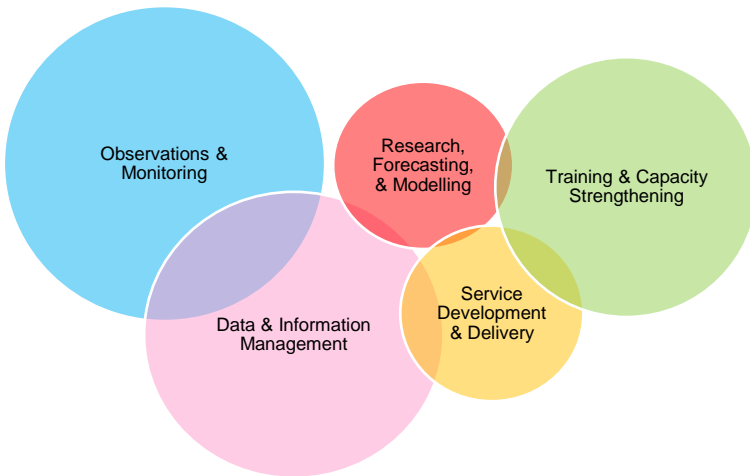 Observations &
Monitoring
Research,
Forecasting,
& Modelling
Training & Capacity
Strengthening
Data & Information
Management
Service
Development
& Delivery